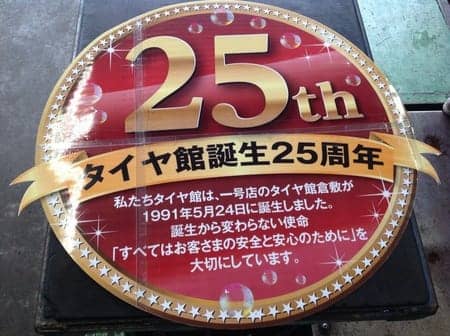 25th
タイヤ館誕生25周年
私たちタイヤ館は、一号店のタイヤ館倉敷が
1991年5月24日に誕生しました。
誕生から変わらない使命
「すべてはお客さまの安全と安心のために」を
大切にしています。